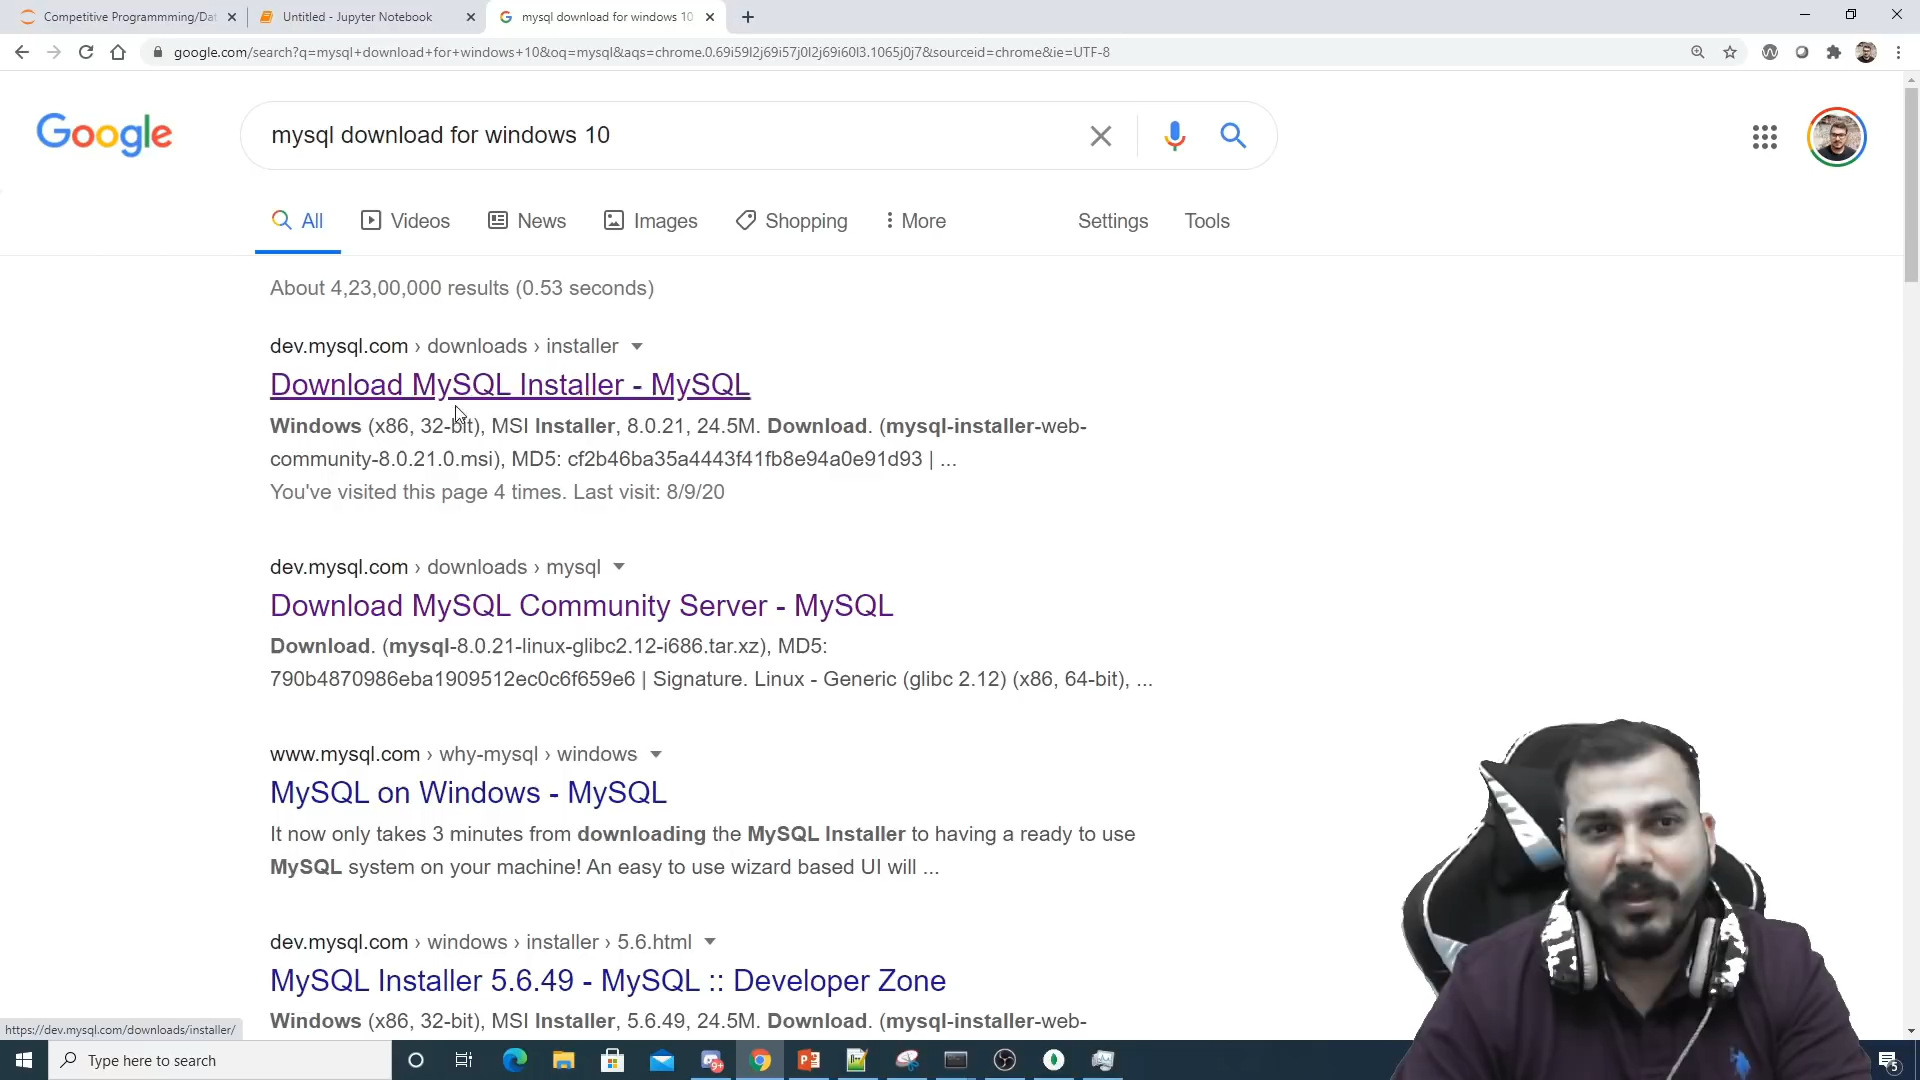 Competitive Programmming/Dat
Untitled - Jupyter Notebook
mysql download for windows 10
google.com/search?q=mysql+download+for+windows+10&oq=mysql&aqs=chrome.0.69i59l2j69i57j0l2j69i60l3.1065j0j7&sourceid=chrome&ie=UTF-8
Google
mysql download for windows 10
All Videos News Images Shopping More Settings Tools
About 4,23,00,000 results (0.53 seconds)
dev.mysql.com › downloads › installer
Download MySQL Installer - MySQL
Windows (x86, 32-bit), MSI Installer, 8.0.21, 24.5M. Download. (mysql-installer-web-
community-8.0.21.0.msi), MD5: cf2b46ba35a4443f41fb8e94a0e91d93 | ...
You've visited this page 4 times. Last visit: 8/9/20
dev.mysql.com › downloads › mysql
Download MySQL Community Server - MySQL
Download. (mysql-8.0.21-linux-glibc2.12-i686.tar.xz), MD5:
790b4870986eba1909512ec0c6f659e6 | Signature. Linux - Generic (glibc 2.12) (x86, 64-bit), ...
www.mysql.com › why-mysql › windows
MySQL on Windows - MySQL
It now only takes 3 minutes from downloading the MySQL Installer to having a ready to use
MySQL system on your machine! An easy to use wizard based UI will ...
dev.mysql.com › windows › installer › 5.6.html
MySQL Installer 5.6.49 - MySQL :: Developer Zone
Windows (x86, 32-bit), MSI Installer, 5.6.49, 24.5M. Download. (mysql-installer-web-
https://dev.mysql.com/downloads/installer/
Type here to search
9+
5